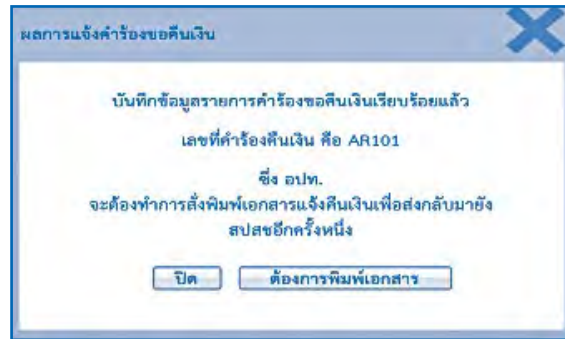 ผลการแจ้งคำร้องขอคืนเงิน
บันทึกข้อมูลรายการคำร้องขอคืนเงินเรียบร้อยแล้ว
เลขที่คำร้องคืนเงิน คือ AR101
ซึ่ง อปท.
จะต้องทำการสั่งพิมพ์เอกสารแจ้งคืนเงินเพื่อส่งกลับมายัง
สปสชอีกครั้งหนึ่ง
ปิด ต้องการพิมพ์เอกสาร